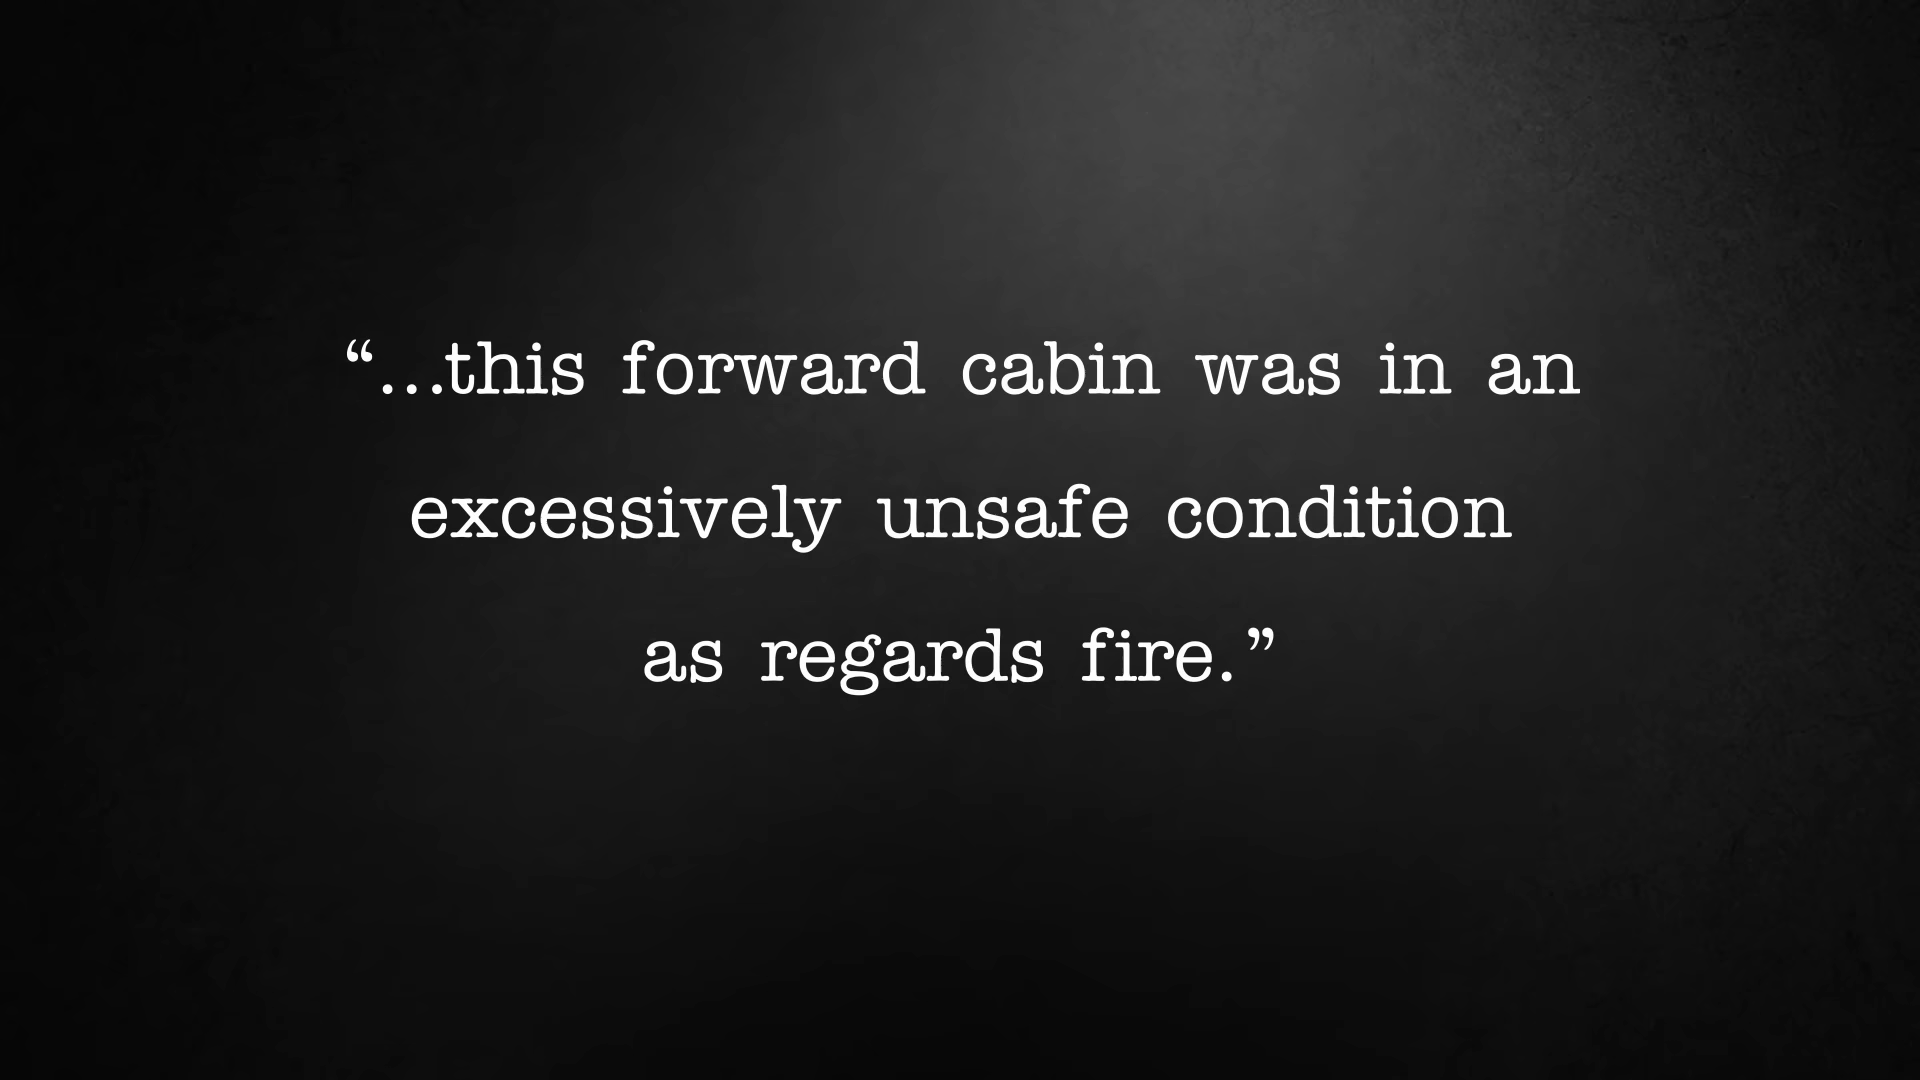 “...this forward cabin was in an
excessively unsafe condition
as regards fire.”